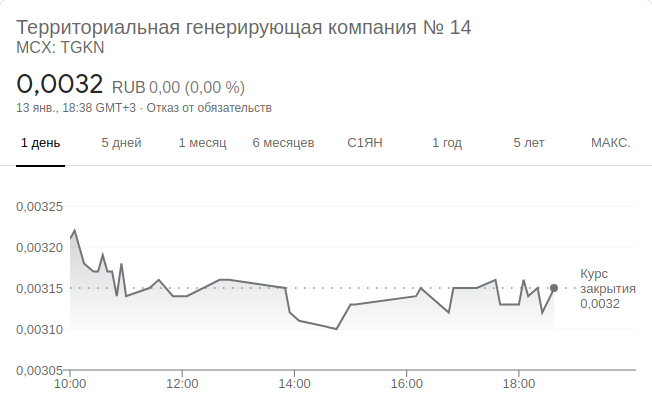 Территориальная генерирующая компания № 14
MCX: TGKN
0,0032 RUB 0,00 (0,00 %)
13 янв., 18:38 GMT+3 · Отказ от обязательств
1 день 5 дней 1 месяц 6 месяцев С1ЯН 1 год 5 лет МАКС.
0,00325
0,00320
0,00315
0,00310
0,00305
Курс
закрытия
0,0032
10:00 12:00 14:00 16:00 18:00